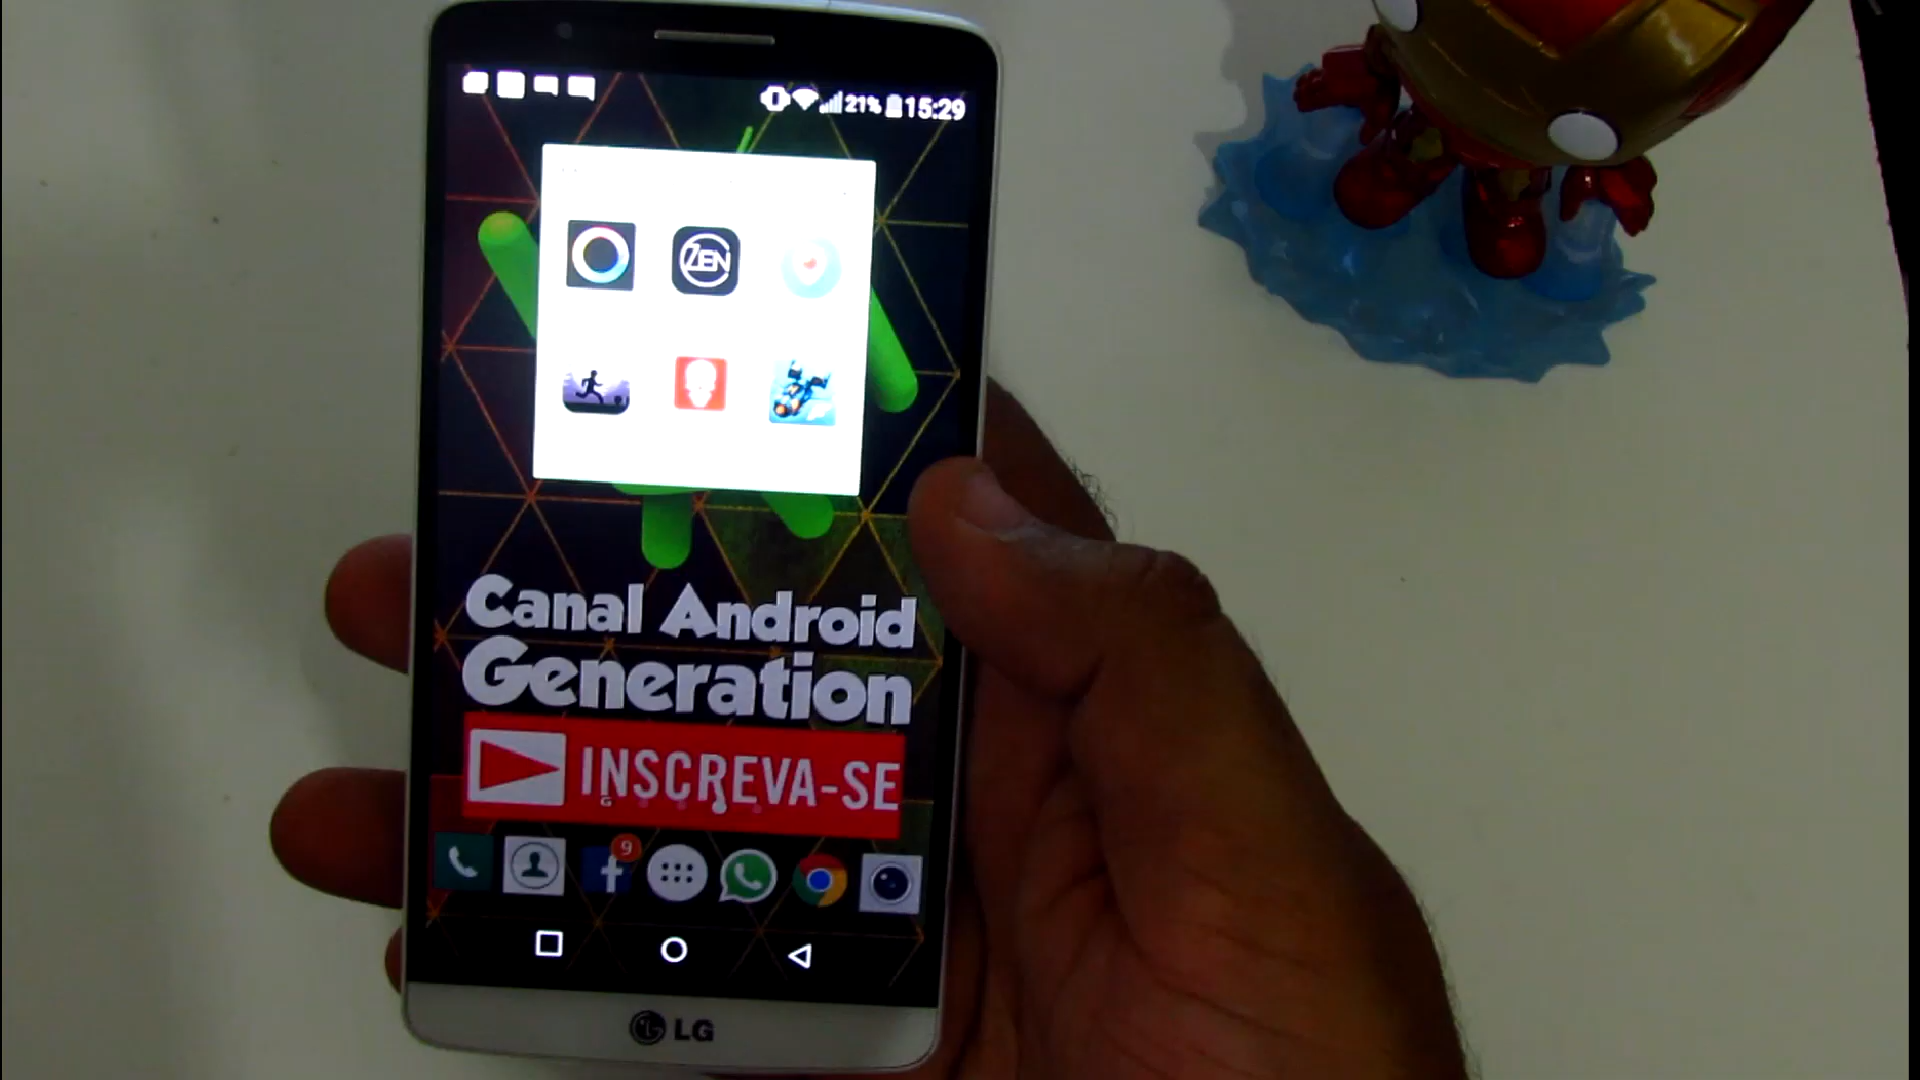 21% 15:29
ZEN
Canal Android
Generation
INSCREVA-SE
9
LG